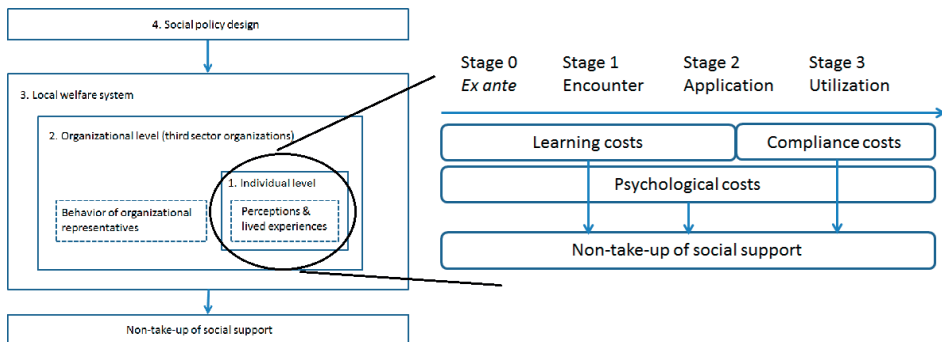 4. Social policy design
3. Local welfare system
2. Organizational level (third sector organizations)
1. Individual level
Behavior of organizational
representatives
Perceptions &
lived experiences
Non-take-up of social support
Stage 0
Ex ante
Stage 1
Encounter
Stage 2
Application
Stage 3
Utilization
Learning costs
Compliance costs
Psychological costs
Non-take-up of social support